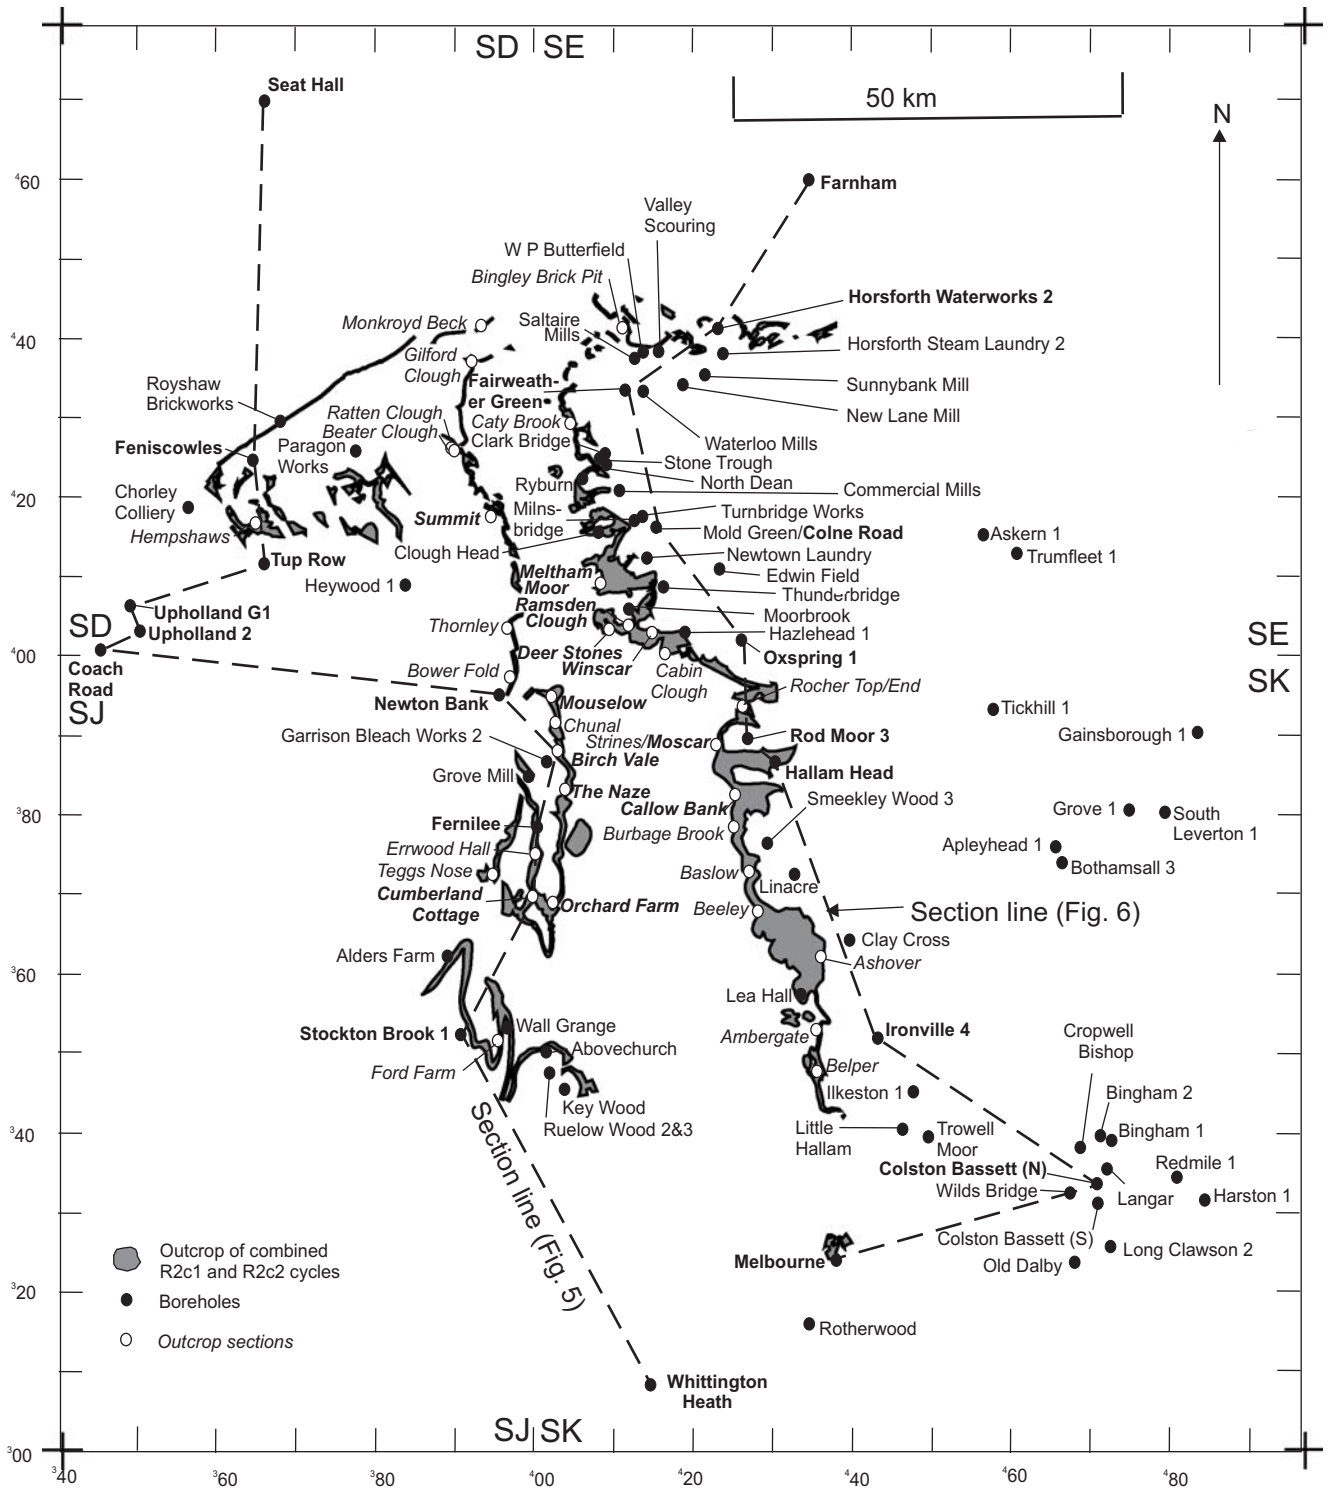 SD SE
Seat Hall
50 km
N
⁴60
Farnham
Valley
Scouring
W P Butterfield
Bingley Brick Pit
Horsforth Waterworks 2
Monkroyd Beck
Saltaire
Mills
⁴40
Horsforth Steam Laundry 2
Gilford
Clough
Royshaw
Brickworks
Fairweath-
er Green
Sunnybank Mill
New Lane Mill
Ratten Clough
Beater Clough
Caty Brook
Clark Bridge
Waterloo Mills
Feniscowles
Paragon
Works
Stone Trough
North Dean
Chorley
Colliery
⁴20
Ryburn
Commercial Mills
Hempshaws
Summit
Milns-
bridge
Turnbridge Works
Mold Green/Colne Road
Askern 1
Trumfleet 1
Clough Head
Newtown Laundry
Tup Row
Heywood 1
Meltham
Moor
Edwin Field
Thunderbridge
Upholland G1
Upholland 2
Ramsden
Clough
Moorbrook
Hazlehead 1
SD
Thornley
SE
⁴00
Coach
Road
Deer Stones
Winscar
Oxspring 1
SK
SJ
Bower Fold
Cabin
Clough
Rocher Top/End
Newton Bank
Mouselow
Chunal
Tickhill 1
Garrison Bleach Works 2
Strines/Moscar
Rod Moor 3
Gainsborough 1
Birch Vale
Grove Mill
Hallam Head
The Naze
Callow Bank
Smeekley Wood 3
³80
Fernilee
Burbage Brook
Grove 1
South
Leverton 1
Errwood Hall
Apleyhead 1
Teggs Nose
Baslow
Linacre
Bothamsall 3
Cumberland
Cottage
Orchard Farm
Beeley
Section line (Fig. 6)
Alders Farm
Clay Cross
³60
Ashover
Lea Hall
Stockton Brook 1
Wall Grange
Ambergate
Ironville 4
Cropwell
Bishop
Abovechurch
Ford Farm
Belper
Ilkeston 1
Bingham 2
Key Wood
Ruelow Wood 2&3
Section line (Fig. 5)
³40
Little
Hallam
Trowell
Moor
Bingham 1
Colston Bassett (N)
Redmile 1
Wilds Bridge
Langar
Harston 1
Outcrop of combined
R2c1 and R2c2 cycles
Colston Bassett (S)
Long Clawson 2
Melbourne
Old Dalby
Boreholes
³20
Rotherwood
Outcrop sections
Whittington
Heath
SJ SK
³00
³40 ³60 ³80 ⁴00 ⁴20 ⁴40 ⁴60 ⁴80